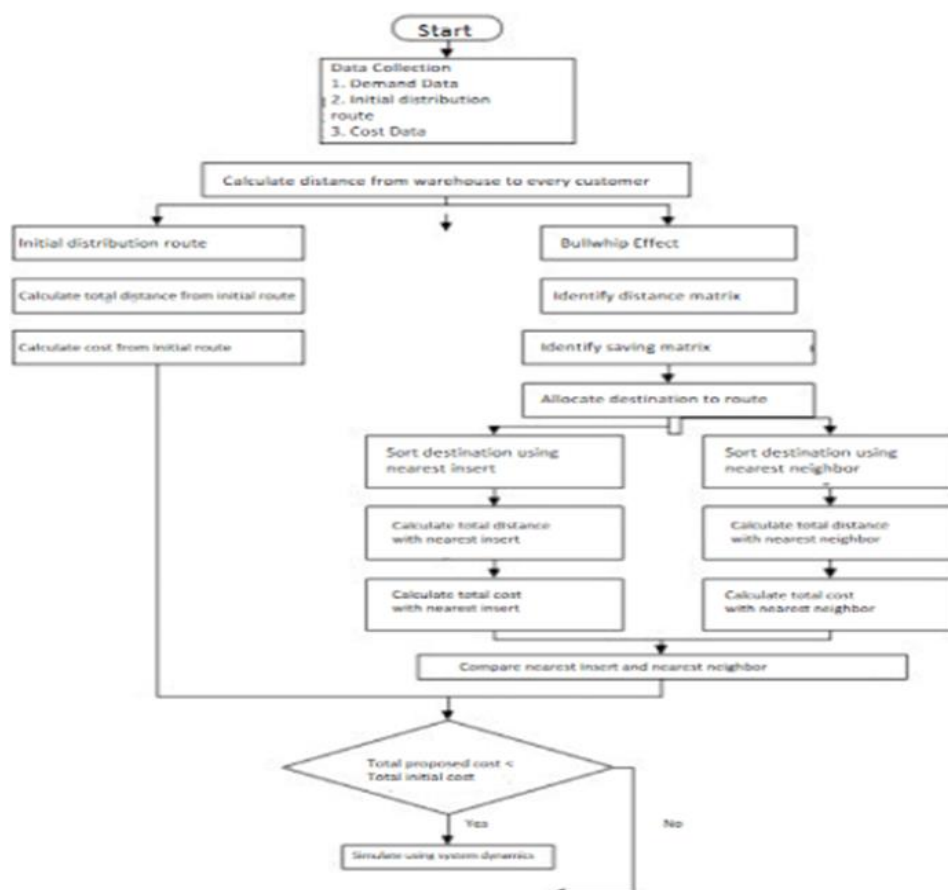 Start
Data Collection
1. Demand Data
2. Initial distribution
route
3. Cost Data
Calculate distance from warehouse to every customer
Initial distribution route
Bullwhip Effect
Calculate total distance from initial route
Identify distance matrix
Calculate cost from initial route
Identify saving matrix
Allocate destination to route
Sort destination using
nearest insert
Sort destination using
nearest neighbor
Calculate total distance
with nearest insert
Calculate total distance
with nearest neighbor
Calculate total cost
with nearest insert
Calculate total cost
with nearest neighbor
Compare nearest insert and nearest neighbor
Total proposed cost <
Total initial cost
Yes
No
Simulate using system dynamics